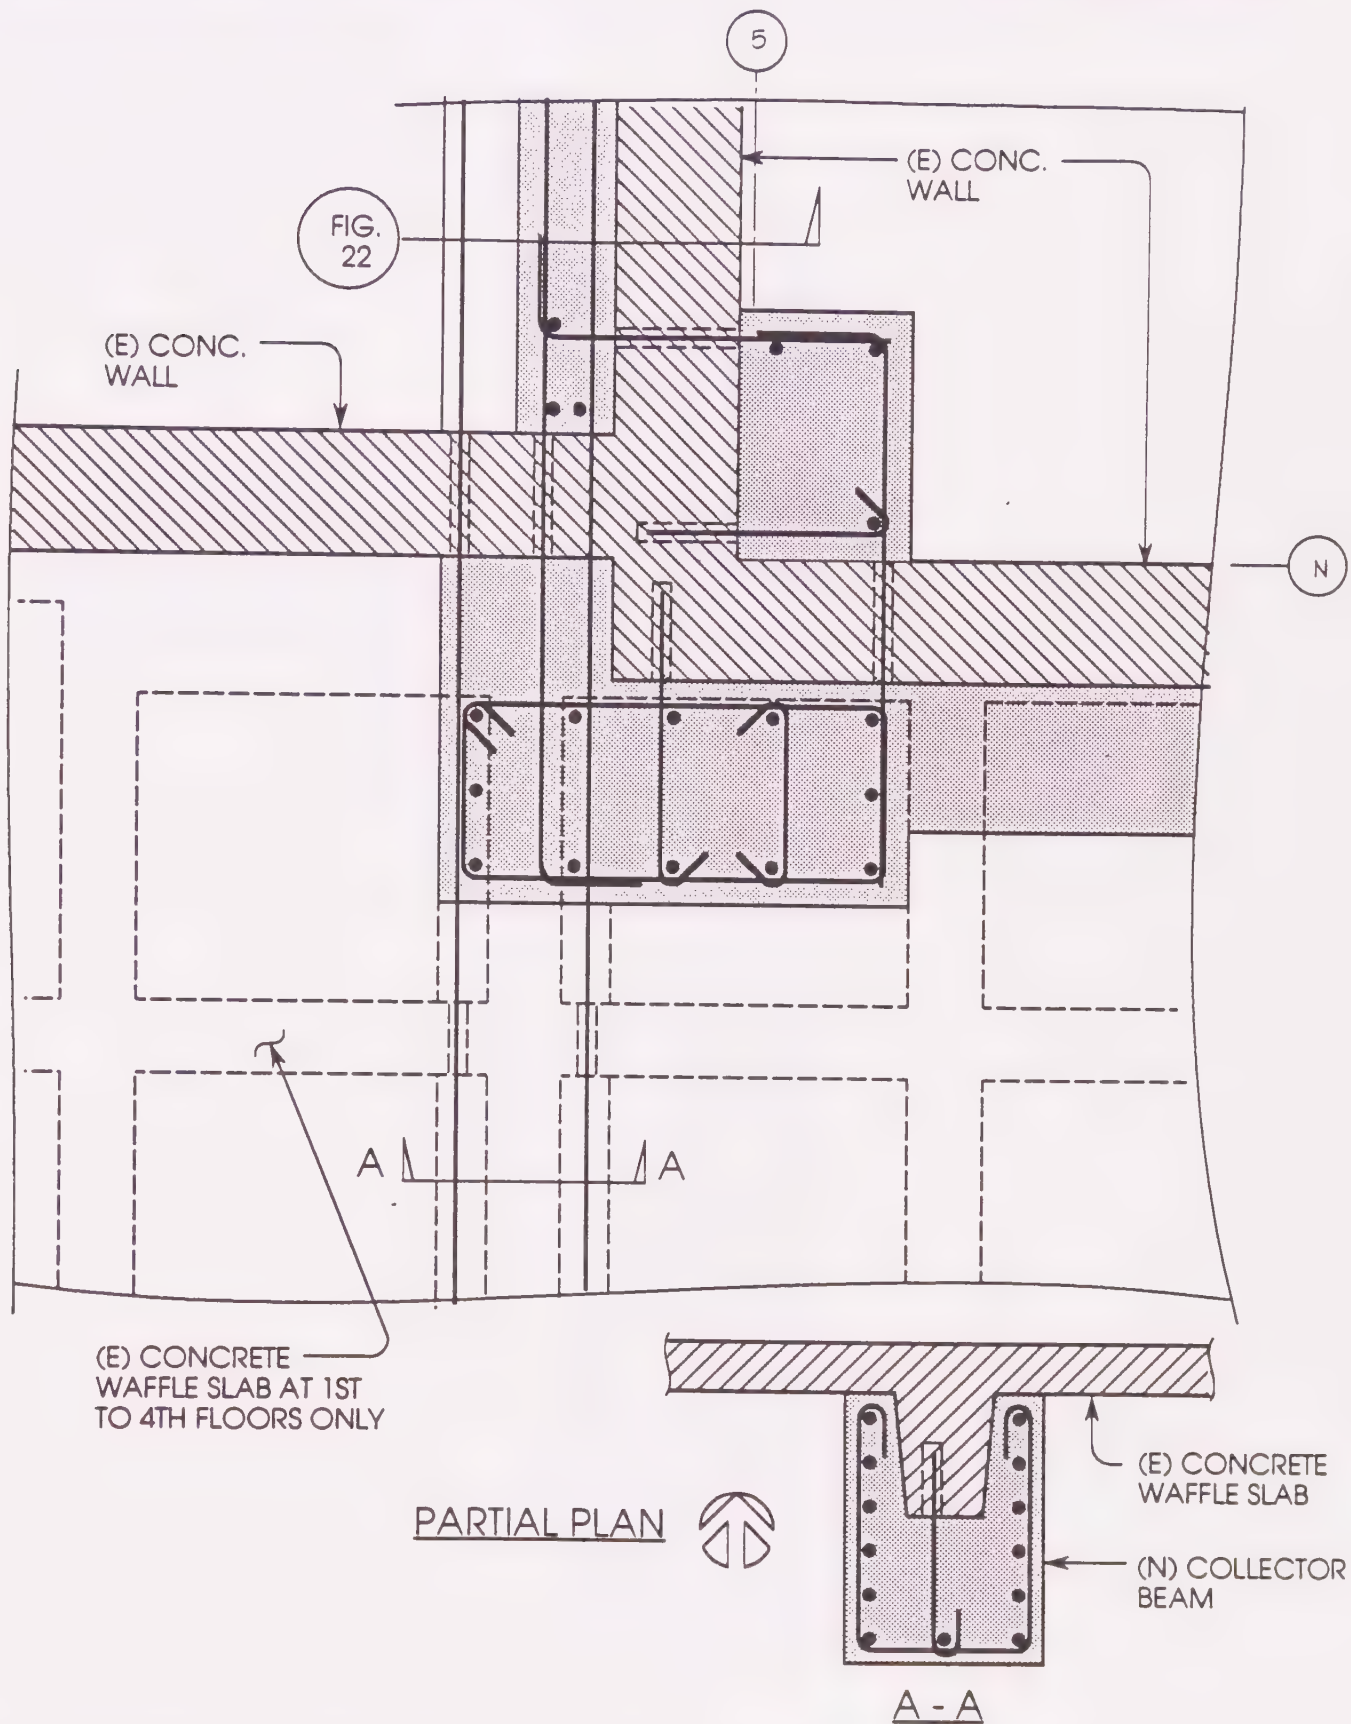 5
(E) CONC.
WALL
FIG.
22
(E) CONC.
WALL
N
A A
(E) CONCRETE
WAFFLE SLAB AT 1ST
TO 4TH FLOORS ONLY
(E) CONCRETE
WAFFLE SLAB
PARTIAL PLAN
(N) COLLECTOR
BEAM
A - A